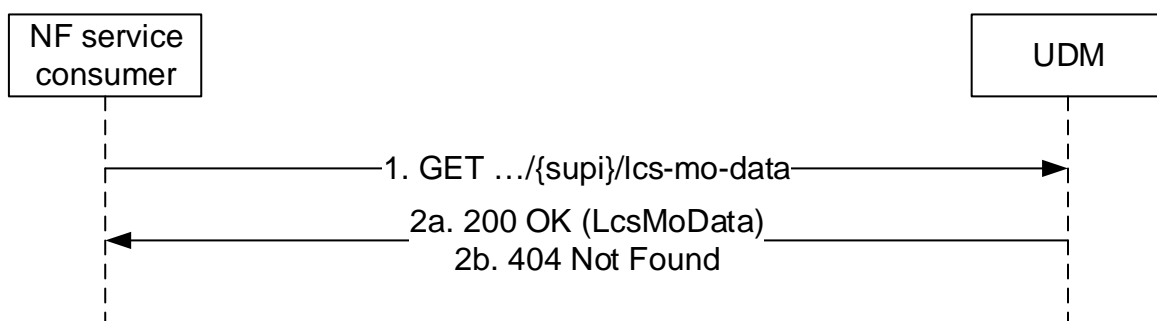 NF service
consumer
UDM
1. GET …/{supi}/lcs-mo-data
2a. 200 OK (LcsMoData)
2b. 404 Not Found